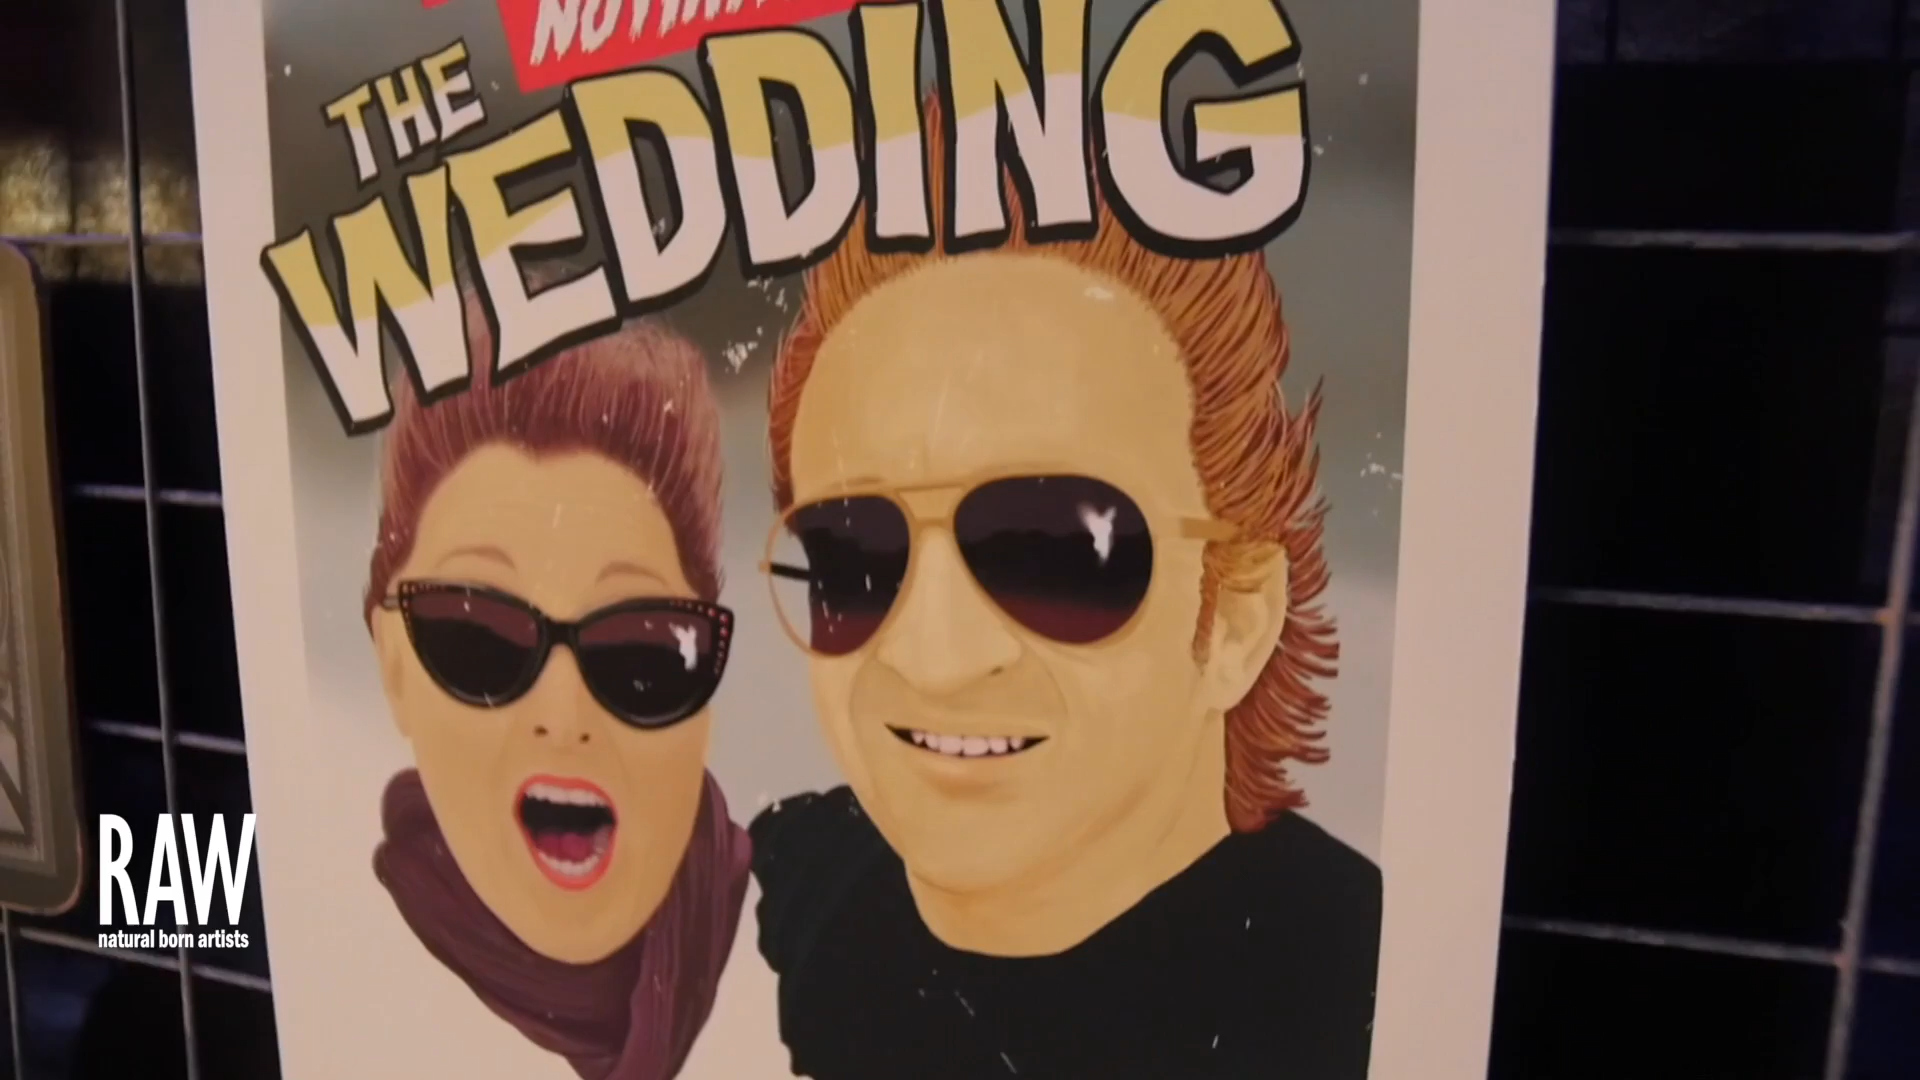 THE
WEDDING
RAW
natural born artists